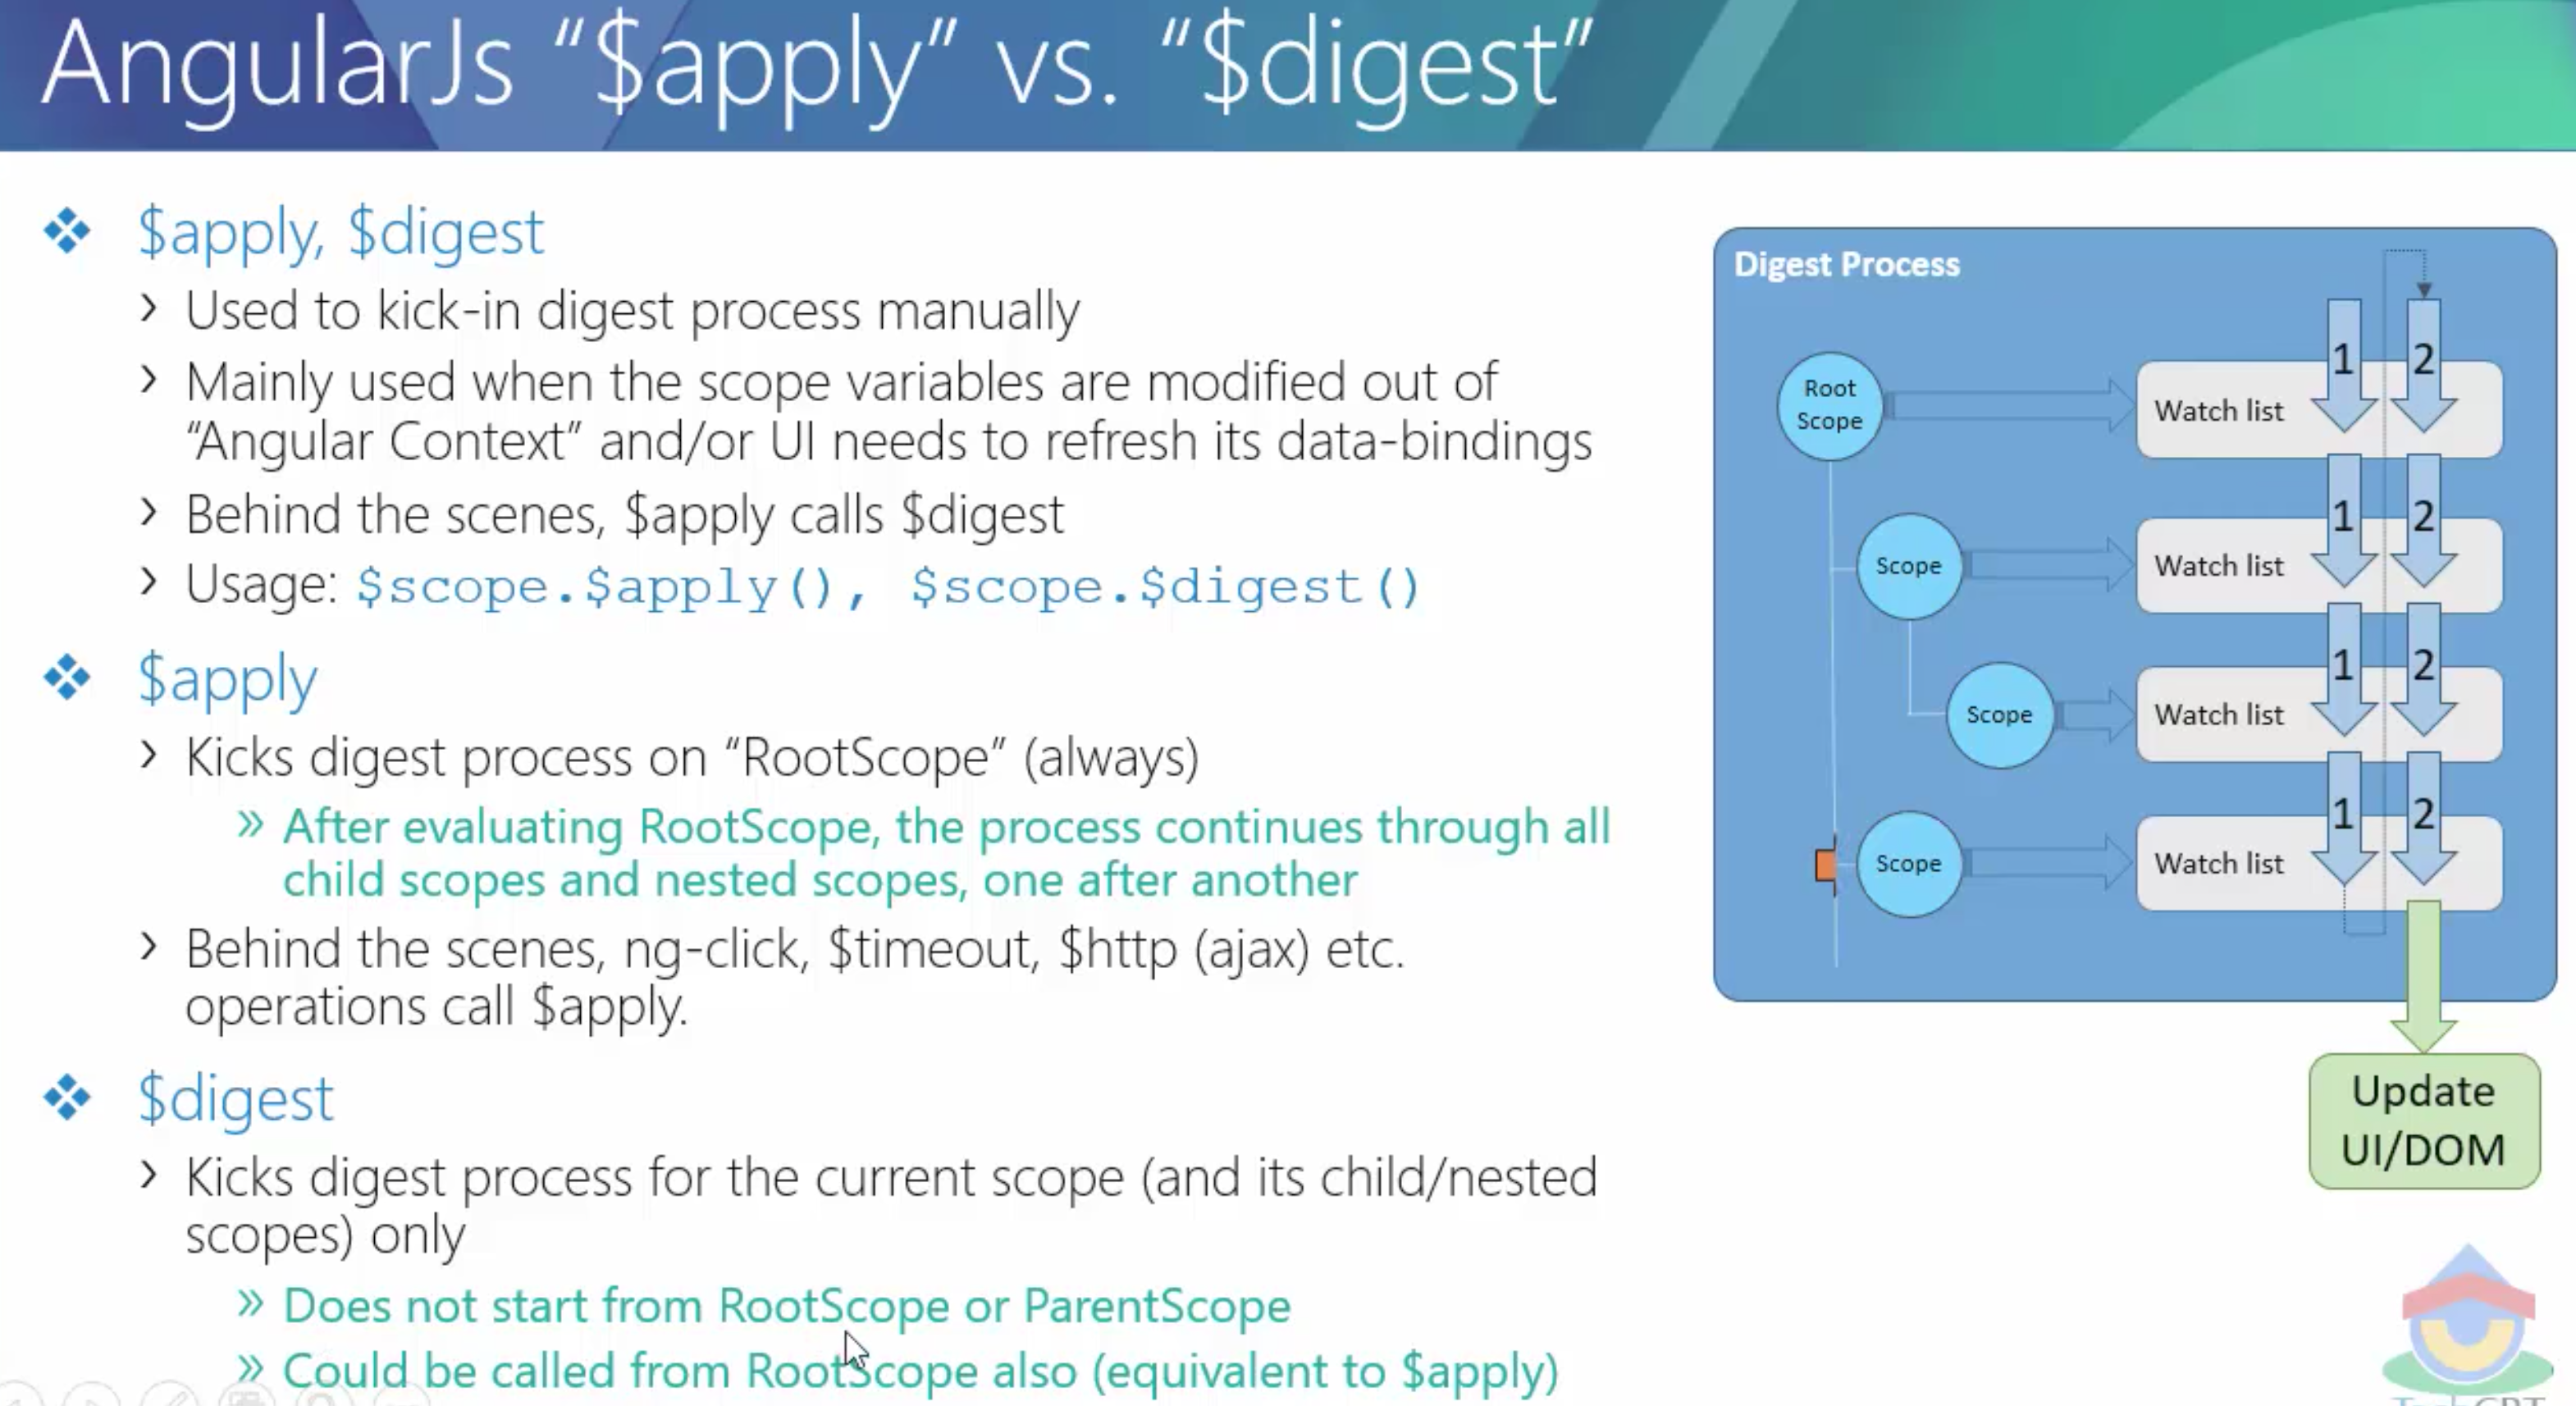 AngularJs “$apply” vs. “$digest”
$apply, $digest
Used to kick-in digest process manually
Mainly used when the scope variables are modified out of
“Angular Context” and/or UI needs to refresh its data-bindings
Behind the scenes, $apply calls $digest
Usage: $scope.$apply(), $scope.$digest()
$apply
Kicks digest process on “RootScope” (always)
After evaluating RootScope, the process continues through all
child scopes and nested scopes, one after another
Behind the scenes, ng-click, $timeout, $http (ajax) etc.
operations call $apply.
$digest
Kicks digest process for the current scope (and its child/nested
scopes) only
Does not start from RootScope or ParentScope
Could be called from RootScope also (equivalent to $apply)
Digest Process
Root
Scope
Watch list
1 2
Scope
Watch list
1 2
Scope
Watch list
1 2
Scope
Watch list
1 2
Update
UI/DOM